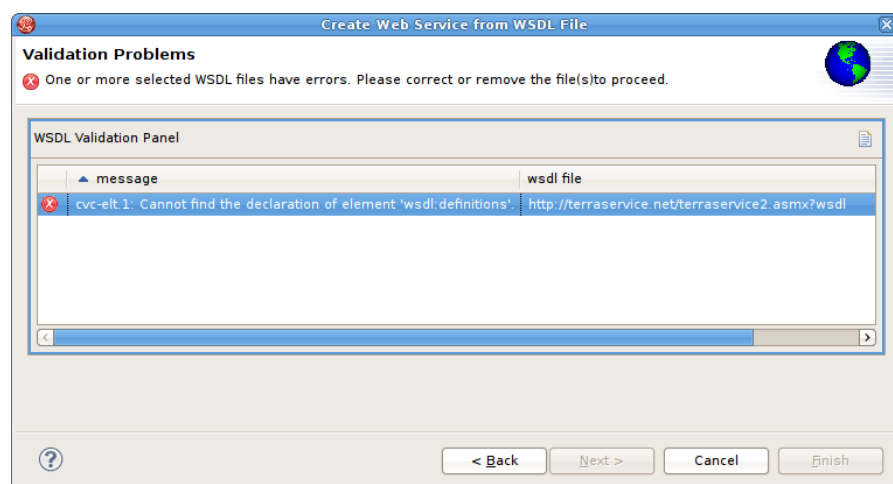 Create Web Service from WSDL File
Validation Problems
One or more selected WSDL files have errors. Please correct or remove the file(s)to proceed.
WSDL Validation Panel
message wsdl file
cvc-elt.1: Cannot find the declaration of element 'wsdl:definitions'. http://terraservice.net/terraservice2.asmx?wsdl
< Back Next > Cancel Finish